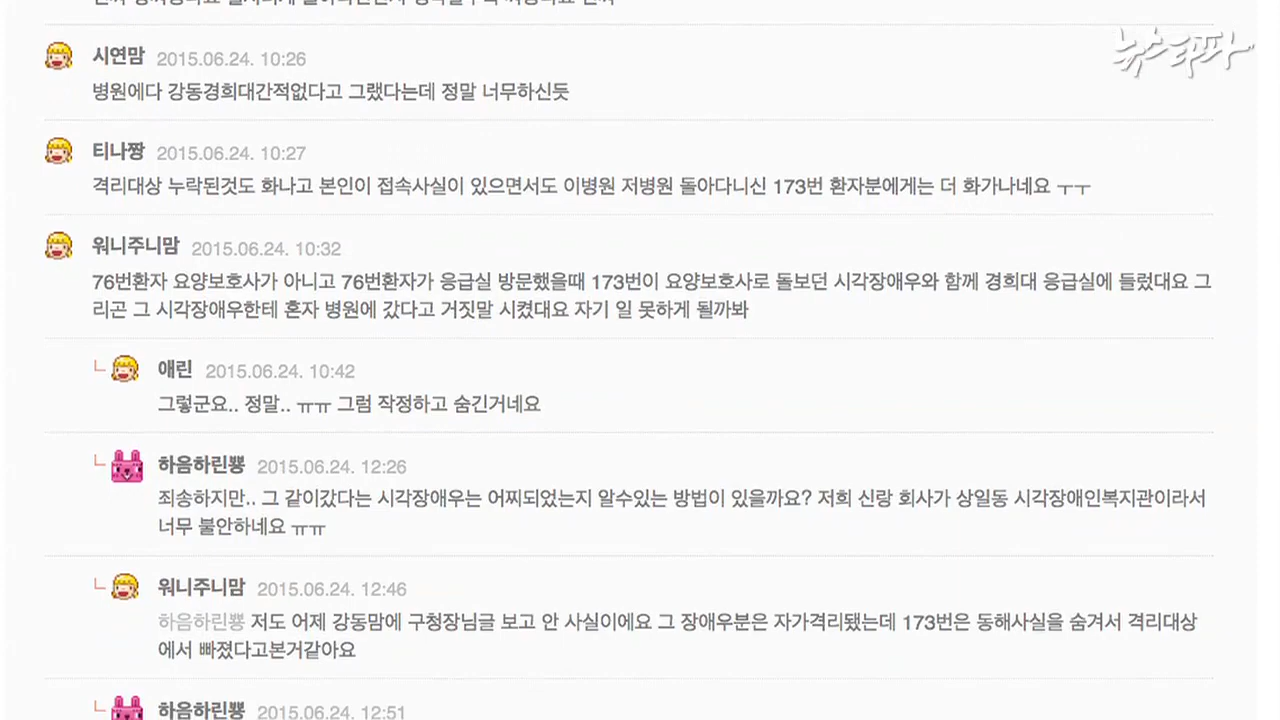 뉴스타파
시연맘 2015.06.24. 10:26
병원에다 강동경희대간적없다고 그랬다는데 정말 너무하신듯
티나짱 2015.06.24. 10:27
격리대상 누락된것도 화나고 본인이 접속사실이 있으면서도 이병원 저병원 돌아다니신 173번 환자분에게는 더 화가나네요 ㅜㅜ
워니주니맘 2015.06.24. 10:32
76번환자 요양보호사가 아니고 76번환자가 응급실 방문했을때 173번이 요양보호사로 돌보던 시각장애우와 함께 경희대 응급실에 들렀대요 그
리곤 그 시각장애우한테 혼자 병원에 갔다고 거짓말 시켰대요 자기 일 못하게 될까봐
애린 2015.06.24. 10:42
그렇군요.. 정말.. ㅠㅠ 그럼 작정하고 숨긴거네요
하음하린뿅 2015.06.24. 12:26
죄송하지만.. 그 같이갔다는 시각장애우는 어찌되었는지 알수있는 방법이 있을까요? 저희 신랑 회사가 상일동 시각장애인복지관이라서
너무 불안하네요 ㅠㅠ
워니주니맘 2015.06.24. 12:46
하음하린뿅 저도 어제 강동맘에 구청장님글 보고 안 사실이에요 그 장애우분은 자가격리됐는데 173번은 동해사실을 숨겨서 격리대상
에서 빠졌다고본거같아요
하음하린뿅 2015.06.24. 12:51